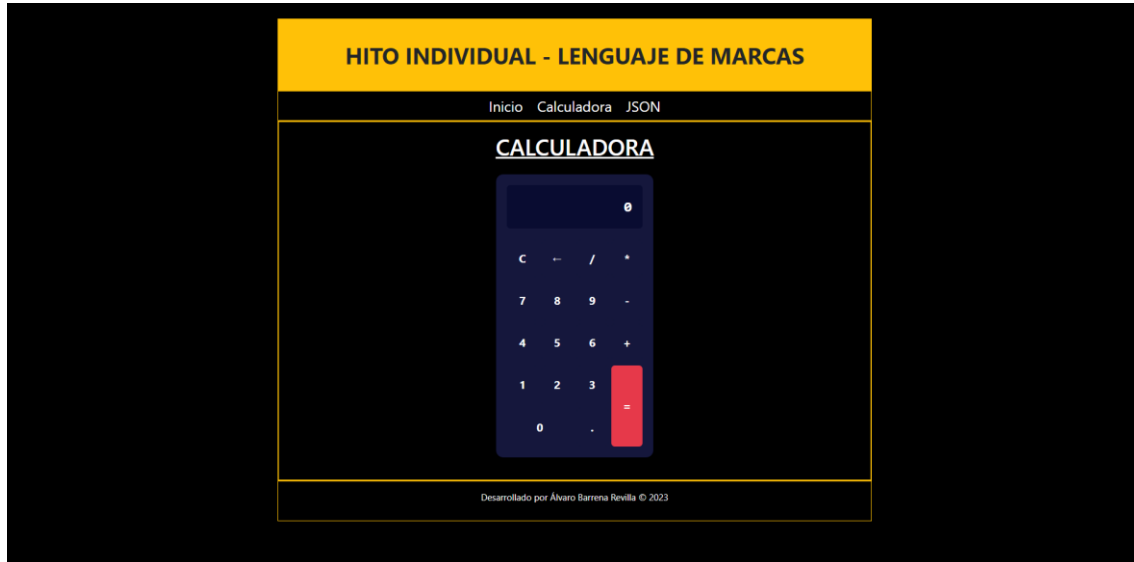 HITO INDIVIDUAL - LENGUAJE DE MARCAS
Inicio Calculadora JSON
CALCULADORA
0
C ← / *
7 8 9 -
4 5 6 +
1 2 3
=
0 .
Desarrollado por Álvaro Barrena Revilla © 2023